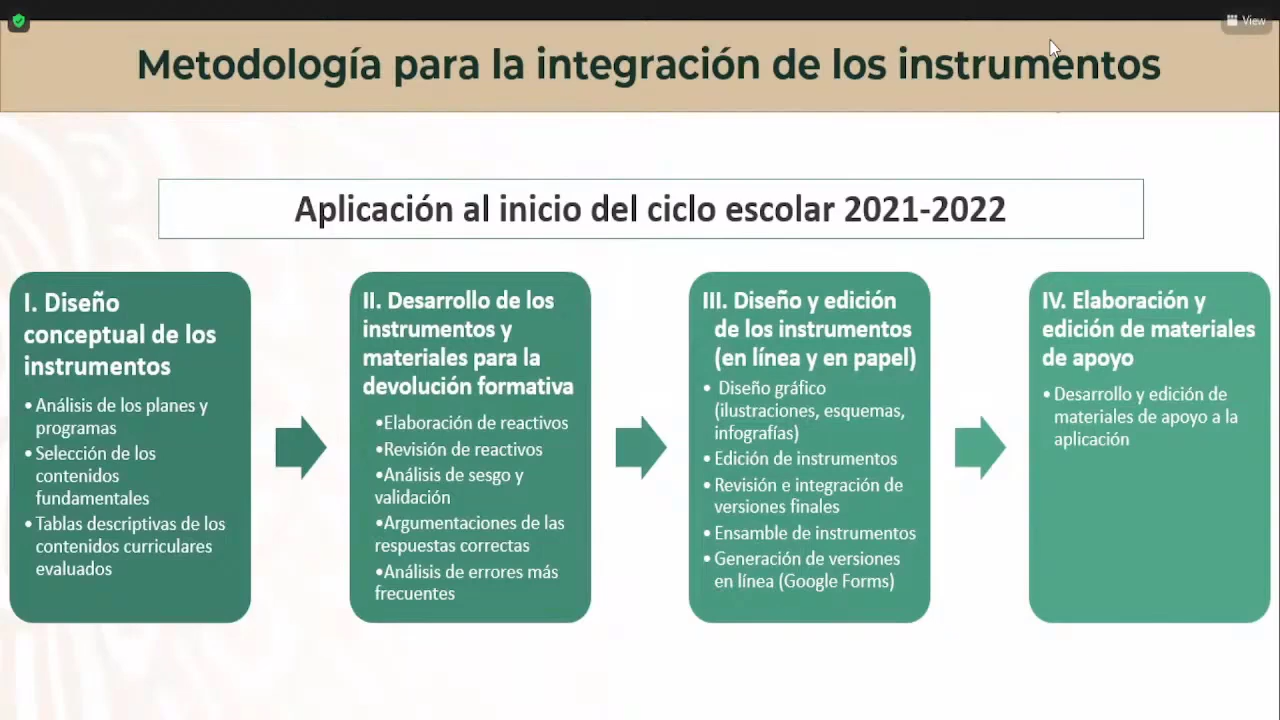 View
Metodología para la integración de los instrumentos
Aplicación al inicio del ciclo escolar 2021-2022
I. Diseño
conceptual de los
instrumentos
•Análisis de los planes y
programas
•Selección de los
contenidos
fundamentales
•Tablas descriptivas de los
contenidos curriculares
evaluados
II. Desarrollo de los
instrumentos y
materiales para la
devolución formativa
•Elaboración de reactivos
•Revisión de reactivos
•Análisis de sesgo y
validación
•Argumentaciones de las
respuestas correctas
•Análisis de errores más
frecuentes
III. Diseño y edición
de los instrumentos
(en línea y en papel)
• Diseño gráfico
(ilustraciones, esquemas,
infografías)
• Edición de instrumentos
• Revisión e integración de
versiones finales
• Ensamble de instrumentos
• Generación de versiones
en línea (Google Forms)
IV. Elaboración y
edición de materiales
de apoyo
•Desarrollo y edición de
materiales de apoyo a la
aplicación